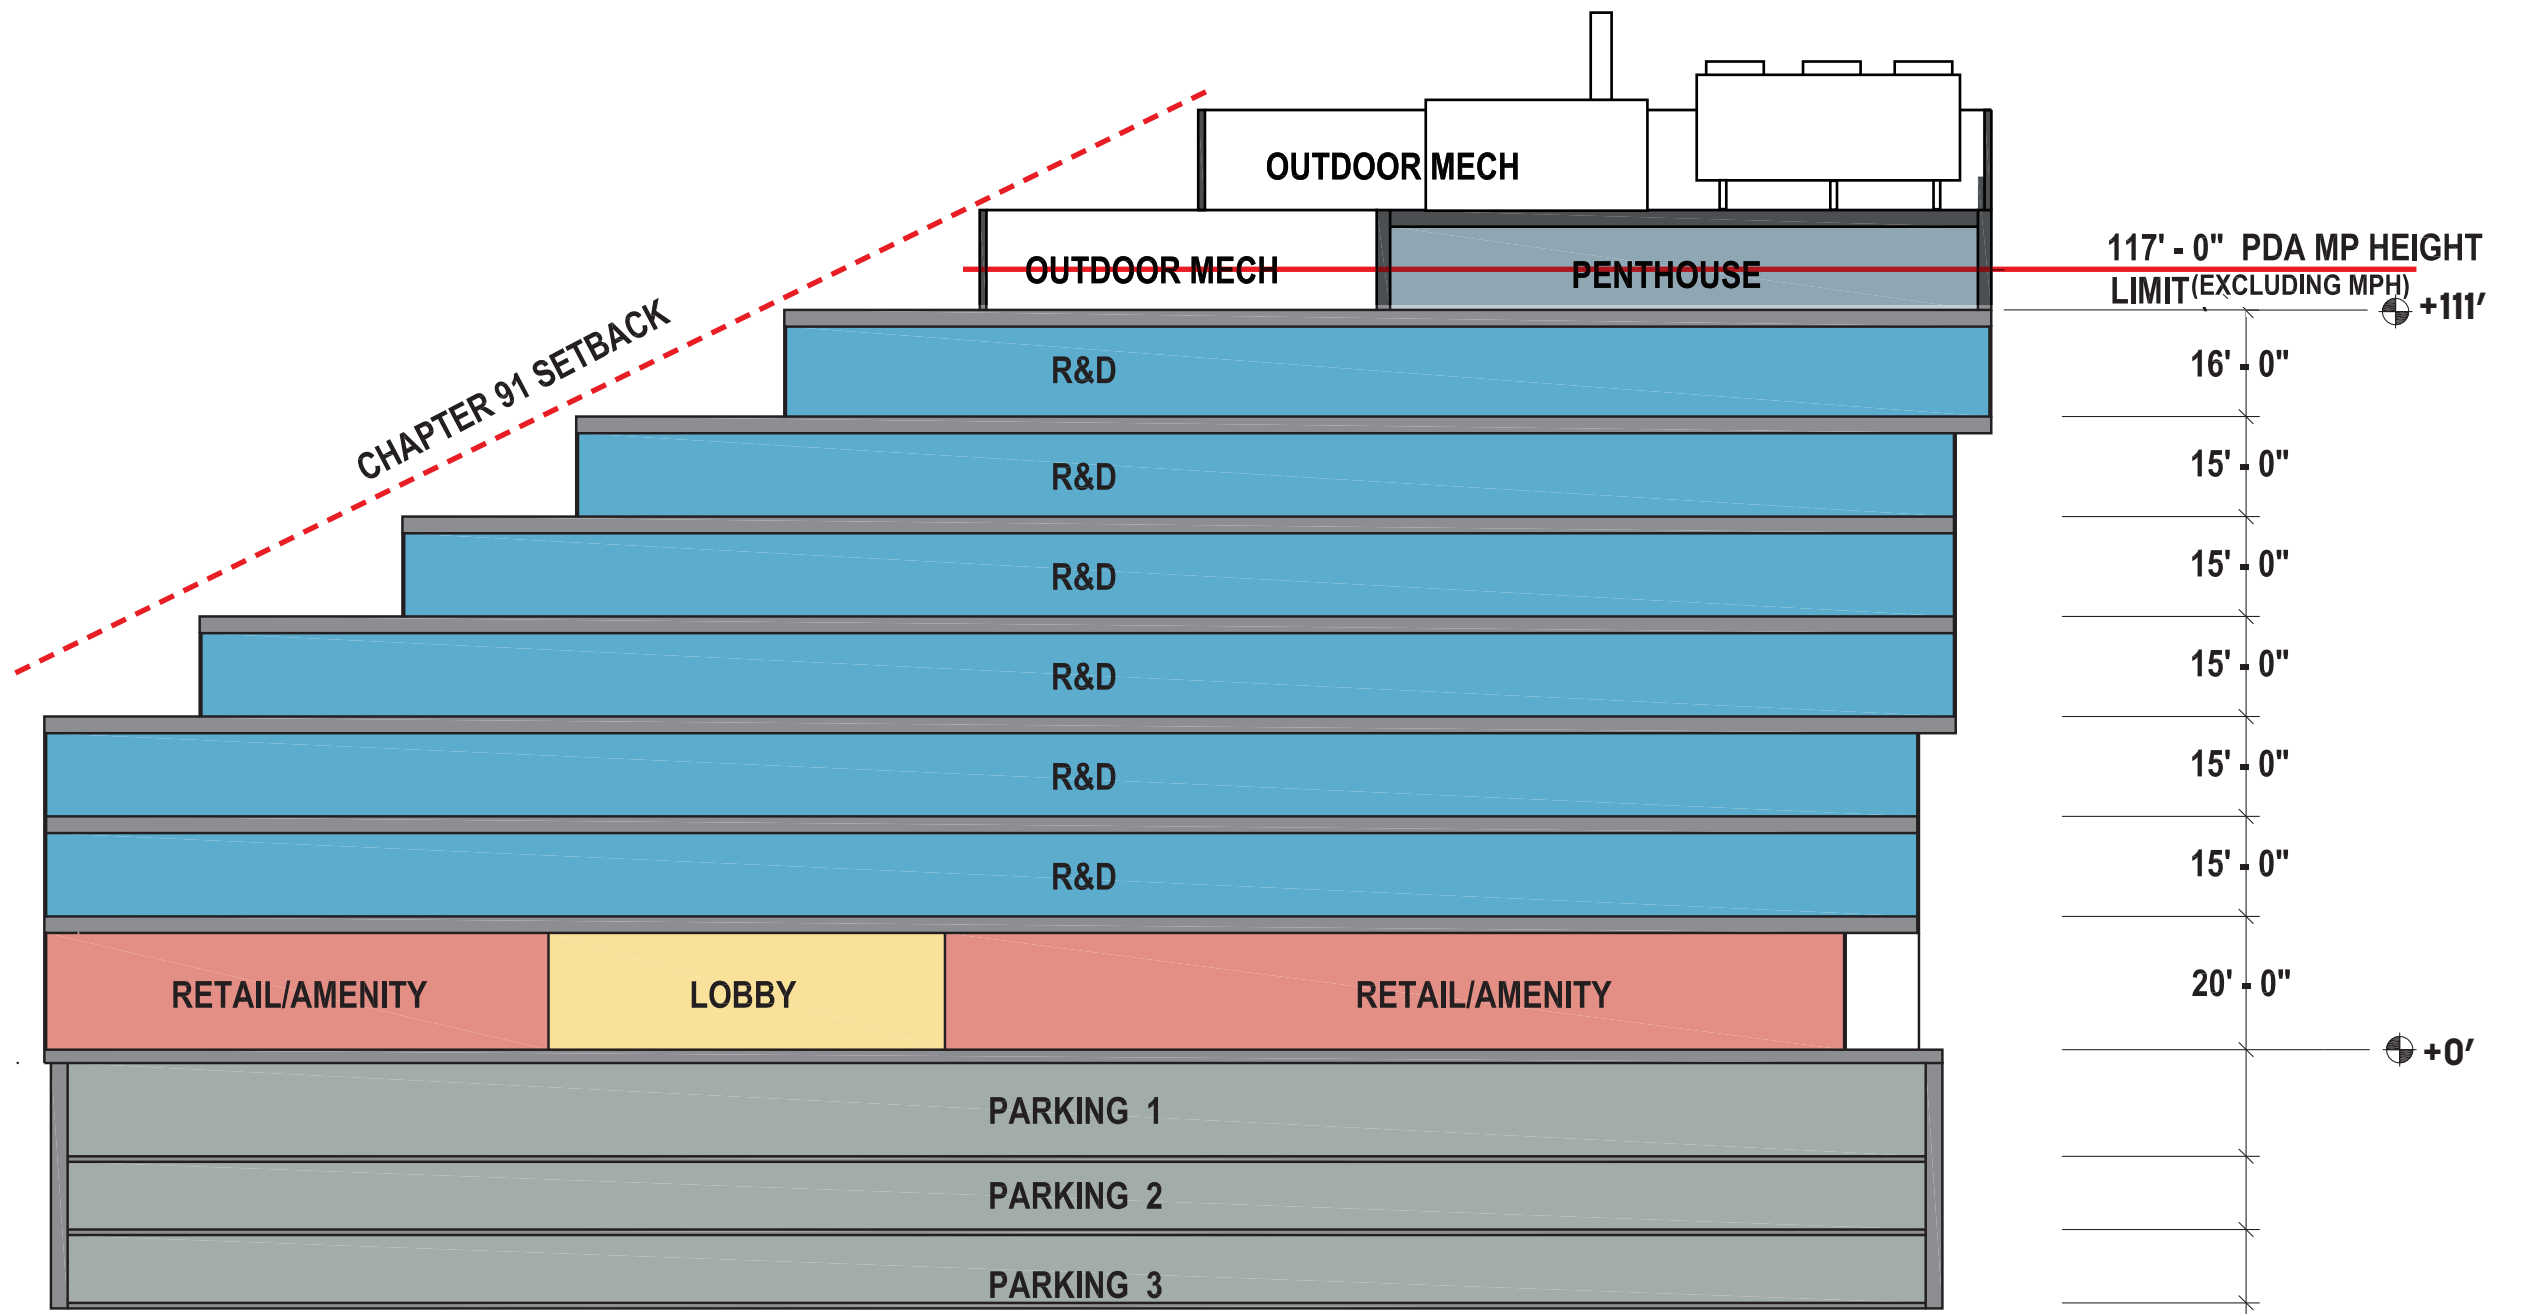 OUTDOOR MECH
OUTDOOR MECH
PENTHOUSE
117' - 0" PDA MP HEIGHT
LIMIT (EXCLUDING MPH)
+111'
CHAPTER 91 SETBACK
R&D
16' - 0"
R&D
15' - 0"
R&D
15' - 0"
R&D
15' - 0"
R&D
15' - 0"
R&D
15' - 0"
RETAIL/AMENITY
LOBBY
RETAIL/AMENITY
20' - 0"
+0'
PARKING 1
PARKING 2
PARKING 3